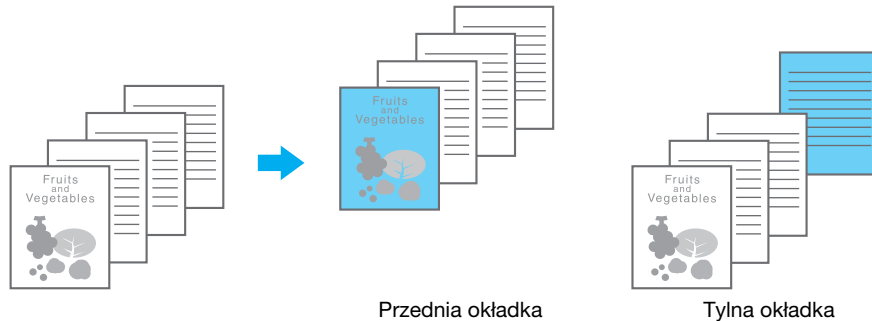 Fruits
and
Vegetables
Fruits
and
Vegetables
Fruits
and
Vegetables
Przednia okładka
Tylna okładka